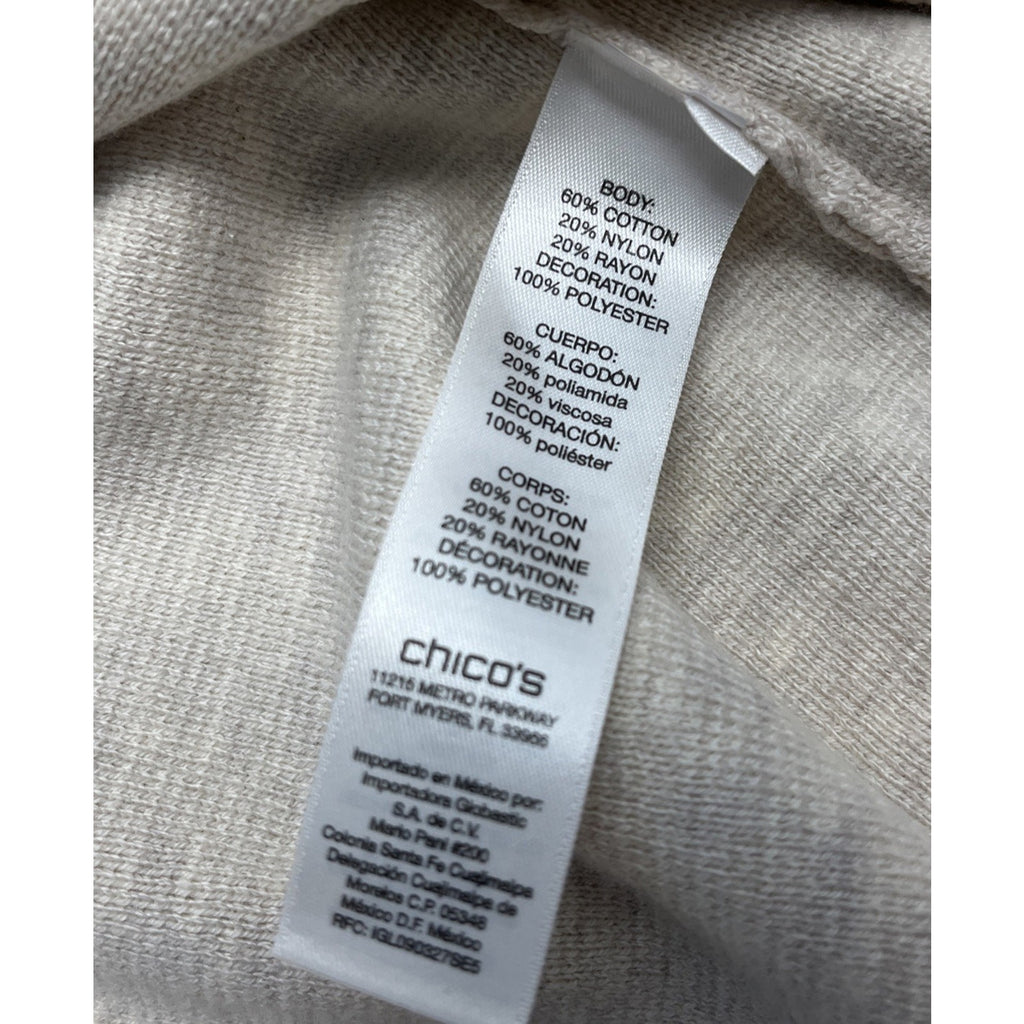 BODY:
60% COTTON
20% NYLON
20% RAYON
DECORATION:
100% POLYESTER
CUERPO:
60% ALGODÓN
20% poliamida
20% viscosa
DECORACIÓN:
100% poliéster
CORPS:
60% COTON
20% NYLON
20% RAYONNE
DÉCORATION:
100% POLYESTER
chico's
11215 METRO PARKWAY
FORT MYERS, FL 33966
Importado en México por:
Importadora Globastic
S.A. de C.V.
Mario Pani #200
Colonia Santa Fe Cuajimalpa
Delegación Cuajimalpa de
Morelos C.P. 05348
México D.F. México
RFC: IGL090327SE5